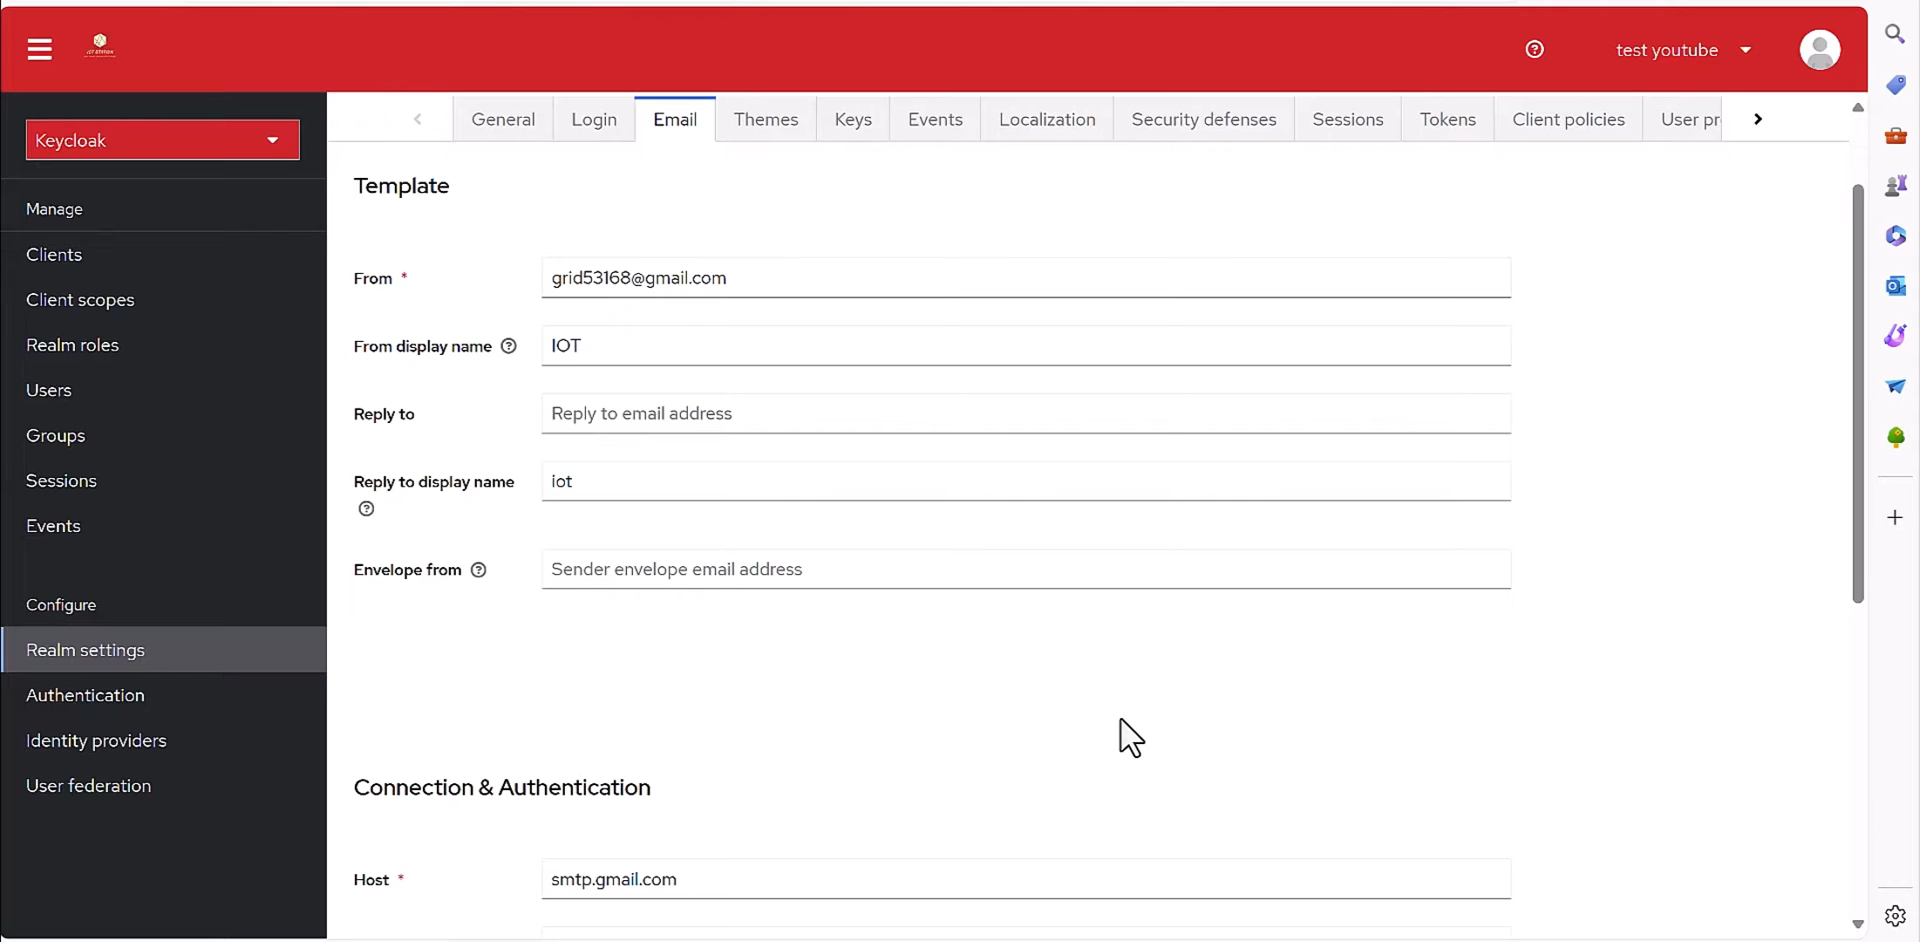 test youtube
Keycloak
Manage
Clients
Client scopes
Realm roles
Users
Groups
Sessions
Events
Configure
Realm settings
Authentication
Identity providers
User federation
General
Login
Email
Themes
Keys
Events
Localization
Security defenses
Sessions
Tokens
Client policies
User pr
Template
From *
grid53168@gmail.com
From display name
IOT
Reply to
Reply to email address
Reply to display name
iot
Envelope from
Sender envelope email address
Connection & Authentication
Host *
smtp.gmail.com